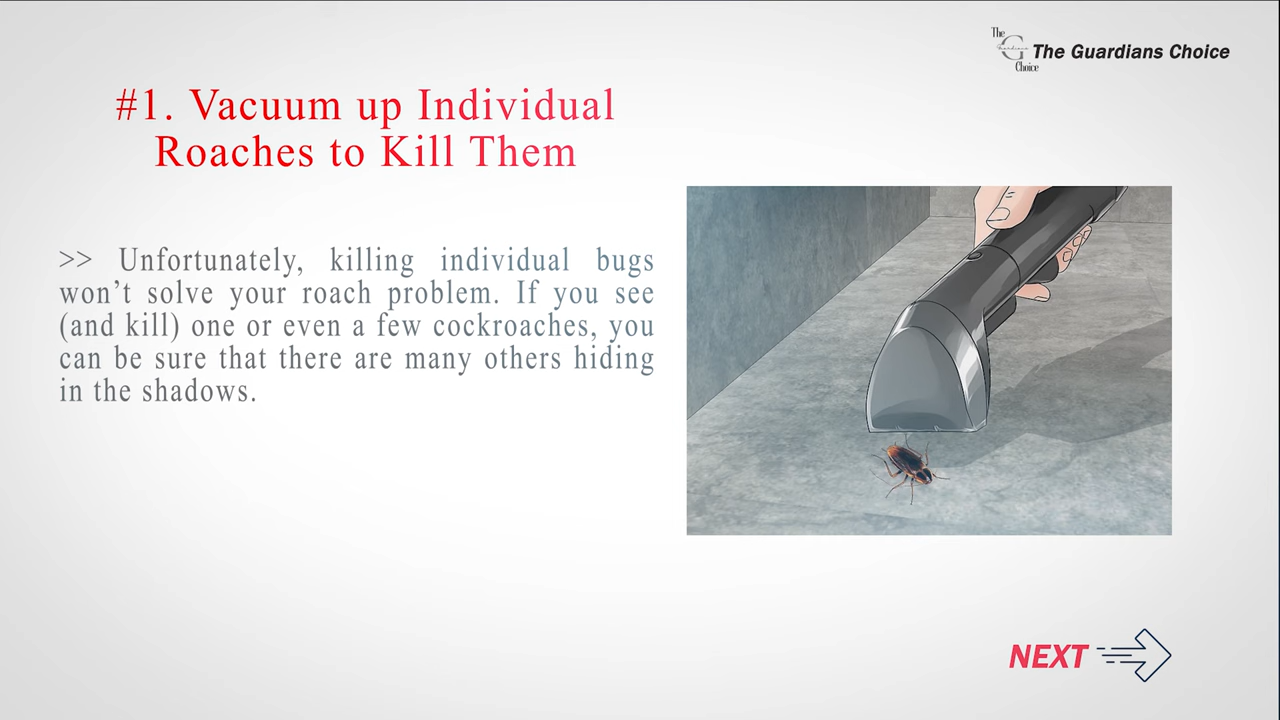 The
G
Guardians
Choice
The Guardians Choice
#1. Vacuum up Individual
Roaches to Kill Them
>> Unfortunately, killing individual bugs
won’t solve your roach problem. If you see
(and kill) one or even a few cockroaches, you
can be sure that there are many others hiding
in the shadows.
NEXT